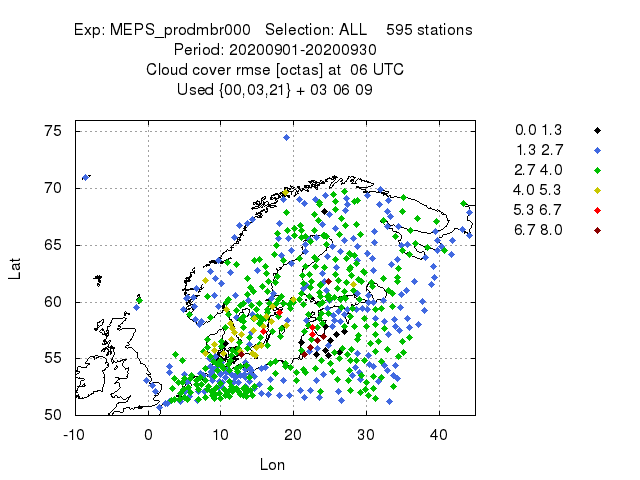 Exp: MEPS_prodmbr000   Selection: ALL    595 stations
Period: 20200901-20200930
Cloud cover rmse [octas] at  06 UTC
Used {00,03,21} + 03 06 09
0.0 1.3
1.3 2.7
2.7 4.0
4.0 5.3
5.3 6.7
6.7 8.0
75
70
65
60
55
50
Lat
-10 0 10 20 30 40
Lon